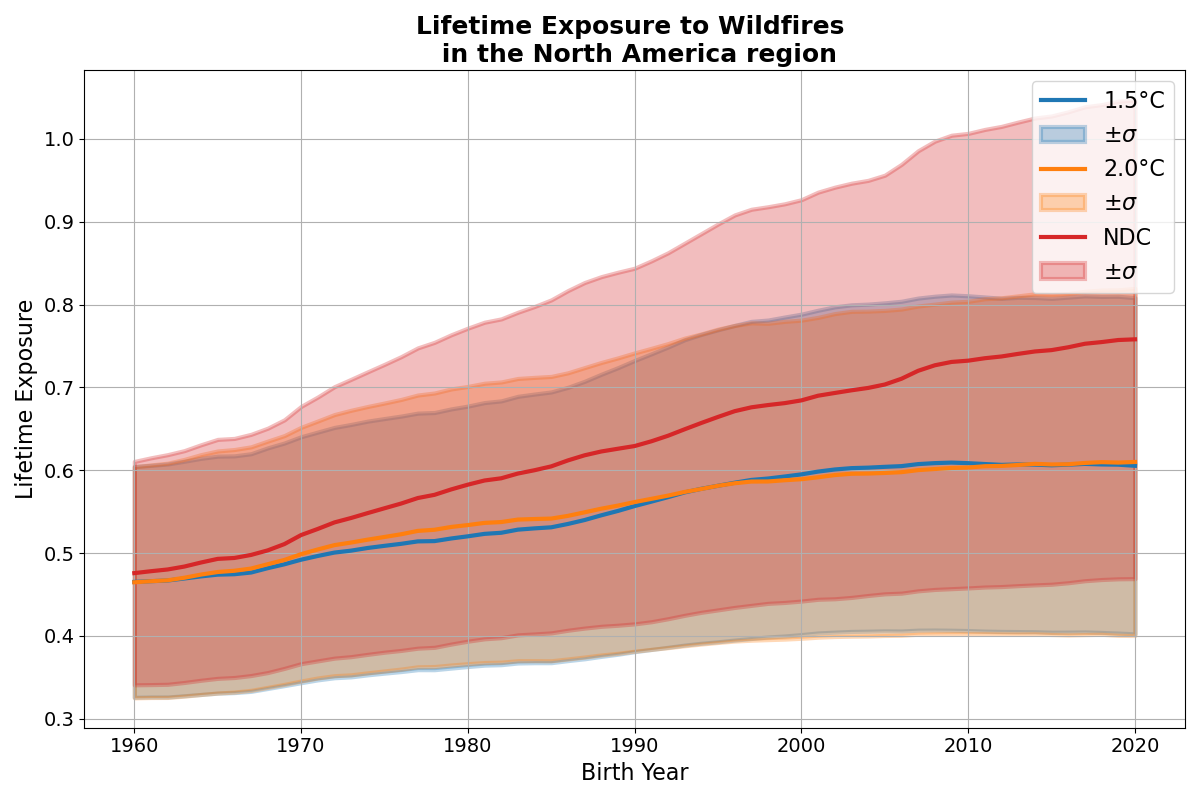 Lifetime Exposure to Wildfires
in the North America region
1.5°C
±σ
2.0°C
±σ
NDC
±σ
Lifetime Exposure
1.0
0.9
0.8
0.7
0.6
0.5
0.4
0.3
1960 1970 1980 1990 2000 2010 2020
Birth Year